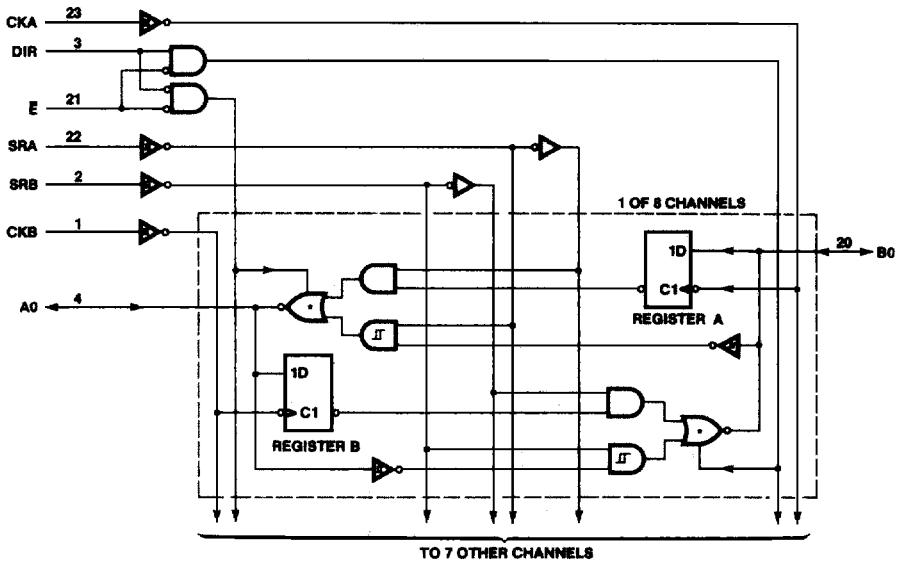 CKA 23
DIR 3
E̅ 21
SRA 22
SRB 2
1 OF 8 CHANNELS
CKB 1
1D
20 B0
C1
A0 4
REGISTER A
1D
C1
REGISTER B
TO 7 OTHER CHANNELS